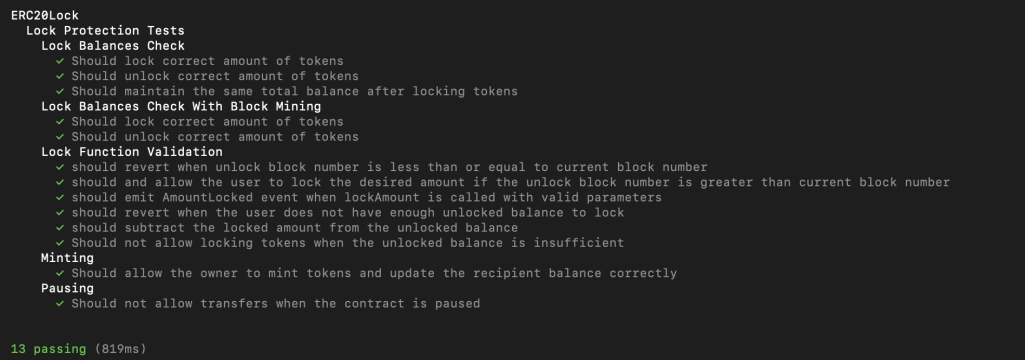 ERC20Lock
Lock Protection Tests
Lock Balances Check
✓ Should lock correct amount of tokens
✓ Should unlock correct amount of tokens
✓ Should maintain the same total balance after locking tokens
Lock Balances Check With Block Mining
✓ Should lock correct amount of tokens
✓ Should unlock correct amount of tokens
Lock Function Validation
✓ should revert when unlock block number is less than or equal to current block number
✓ should and allow the user to lock the desired amount if the unlock block number is greater than current block number
✓ should emit AmountLocked event when lockAmount is called with valid parameters
✓ should revert when the user does not have enough unlocked balance to lock
✓ should subtract the locked amount from the unlocked balance
✓ Should not allow locking tokens when the unlocked balance is insufficient
Minting
✓ Should allow the owner to mint tokens and update the recipient balance correctly
Pausing
✓ Should not allow transfers when the contract is paused
13 passing (819ms)